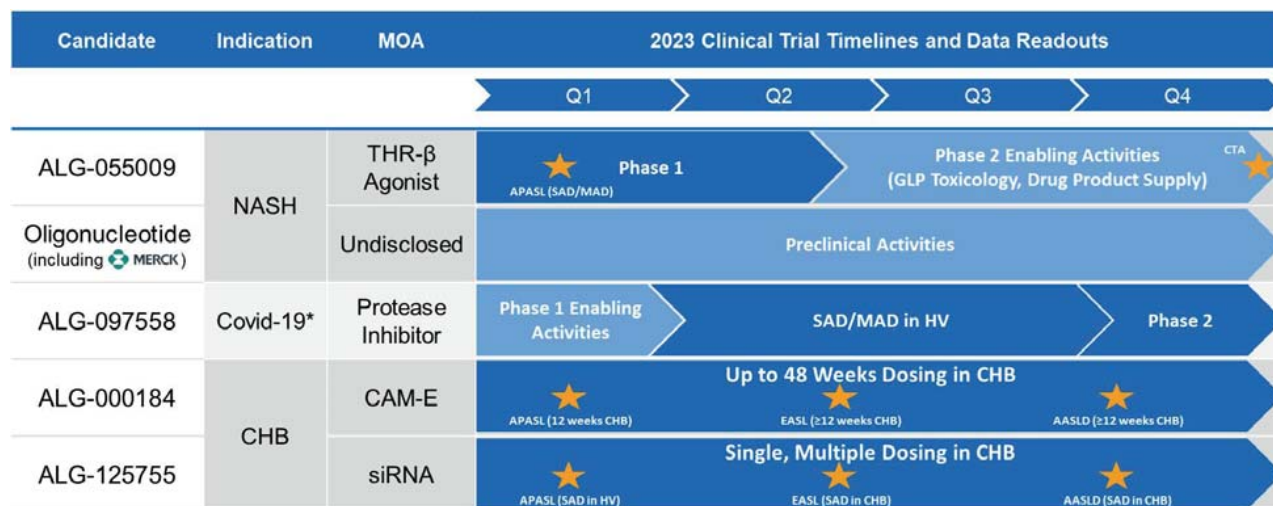 Candidate Indication MOA 2023 Clinical Trial Timelines and Data Readouts
Q1 Q2 Q3 Q4
ALG-055009
NASH
THR-β
Agonist
Phase 1
APASL (SAD/MAD)
Phase 2 Enabling Activities
(GLP Toxicology, Drug Product Supply)
CTA
Oligonucleotide
(including MERCK)
Undisclosed
Preclinical Activities
ALG-097558
Covid-19*
Protease
Inhibitor
Phase 1 Enabling
Activities
SAD/MAD in HV
Phase 2
ALG-000184
CHB
CAM-E
Up to 48 Weeks Dosing in CHB
APASL (12 weeks CHB) EASL (≥12 weeks CHB) AASLD (≥12 weeks CHB)
ALG-125755
siRNA
Single, Multiple Dosing in CHB
APASL (SAD in HV) EASL (SAD in CHB) AASLD (SAD in CHB)